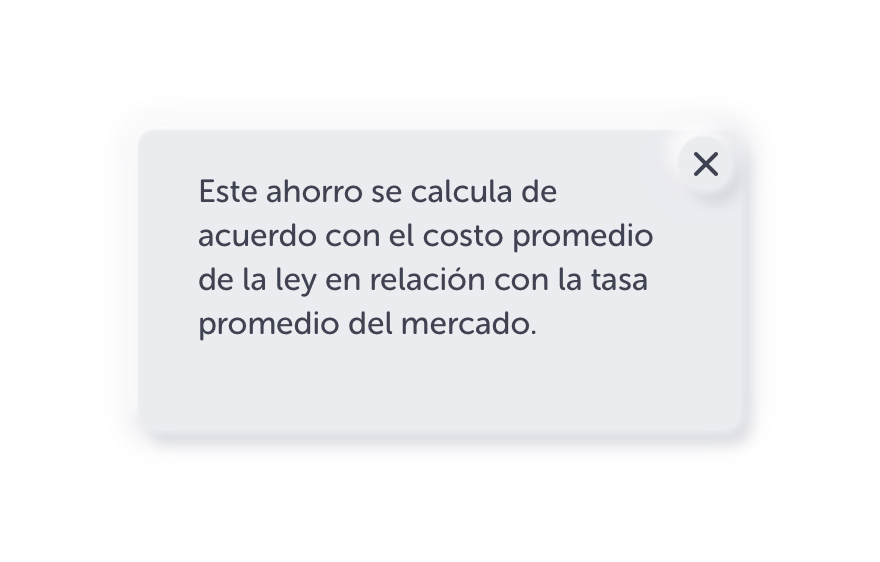 Este ahorro se calcula de
acuerdo con el costo promedio
de la ley en relación con la tasa
promedio del mercado.